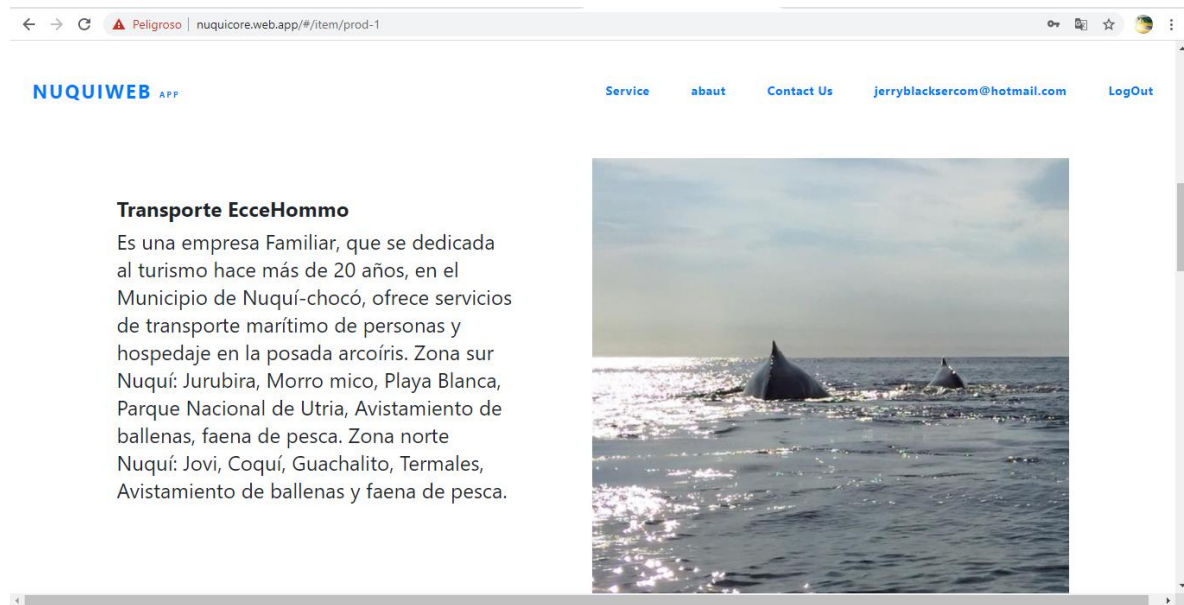 Peligroso | nuquicore.web.app/#/item/prod-1
NUQUIWEB APP
Service abaut Contact Us jerryblacksercom@hotmail.com LogOut
Transporte EcceHommo
Es una empresa Familiar, que se dedicada
al turismo hace más de 20 años, en el
Municipio de Nuquí-chocó, ofrece servicios
de transporte marítimo de personas y
hospedaje en la posada arcoíris. Zona sur
Nuquí: Jurubira, Morro mico, Playa Blanca,
Parque Nacional de Utria, Avistamiento de
ballenas, faena de pesca. Zona norte
Nuquí: Jovi, Coquí, Guachalito, Termales,
Avistamiento de ballenas y faena de pesca.